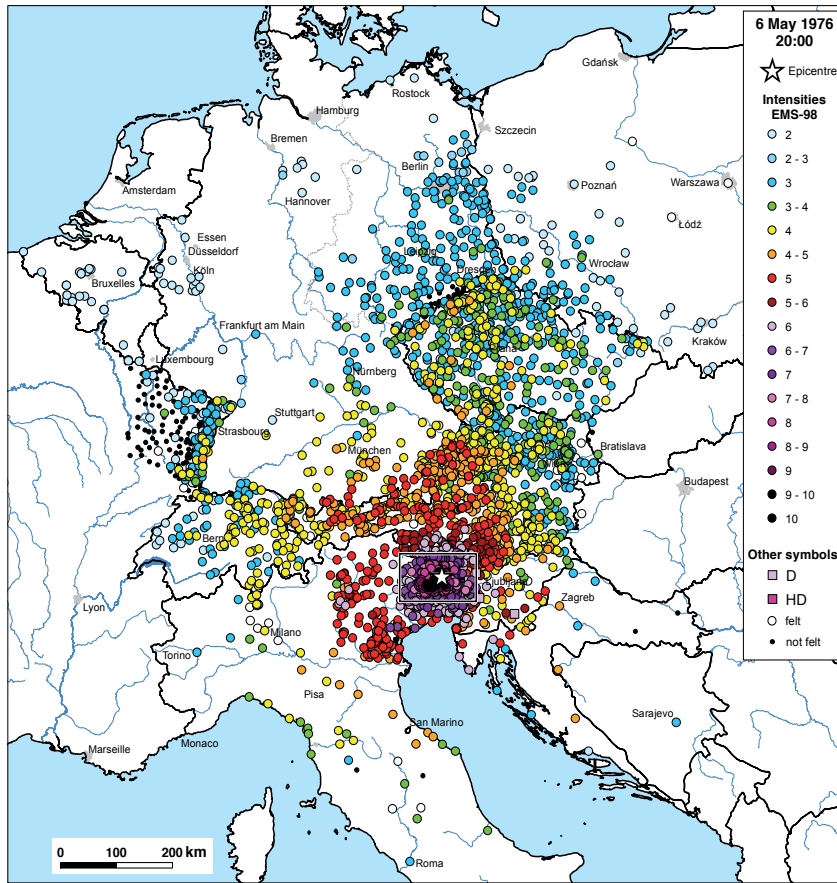 6 May 1976
20:00
Epicentre
Intensities
EMS-98
2
2 - 3
3
3 - 4
4
4 - 5
5
5 - 6
6
6 - 7
7
7 - 8
8
8 - 9
9
9 - 10
10
Other symbols
D
HD
felt
not felt
Gdańsk
Rostock
Hamburg
Szczecin
Bremen
Berlin
Amsterdam
Poznań
Warszawa
Hannover
Łódź
Essen
Düsseldorf
Leipzig
Köln
Dresden
Wrocław
Bruxelles
Frankfurt am Main
Kraków
Luxembourg
Nürnberg
Stuttgart
Strasbourg
München
Bratislava
Budapest
Bern
Ljubljana
Zagreb
Lyon
Milano
Torino
Pisa
San Marino
Sarajevo
Monaco
Marseille
Roma
0 100 200 km